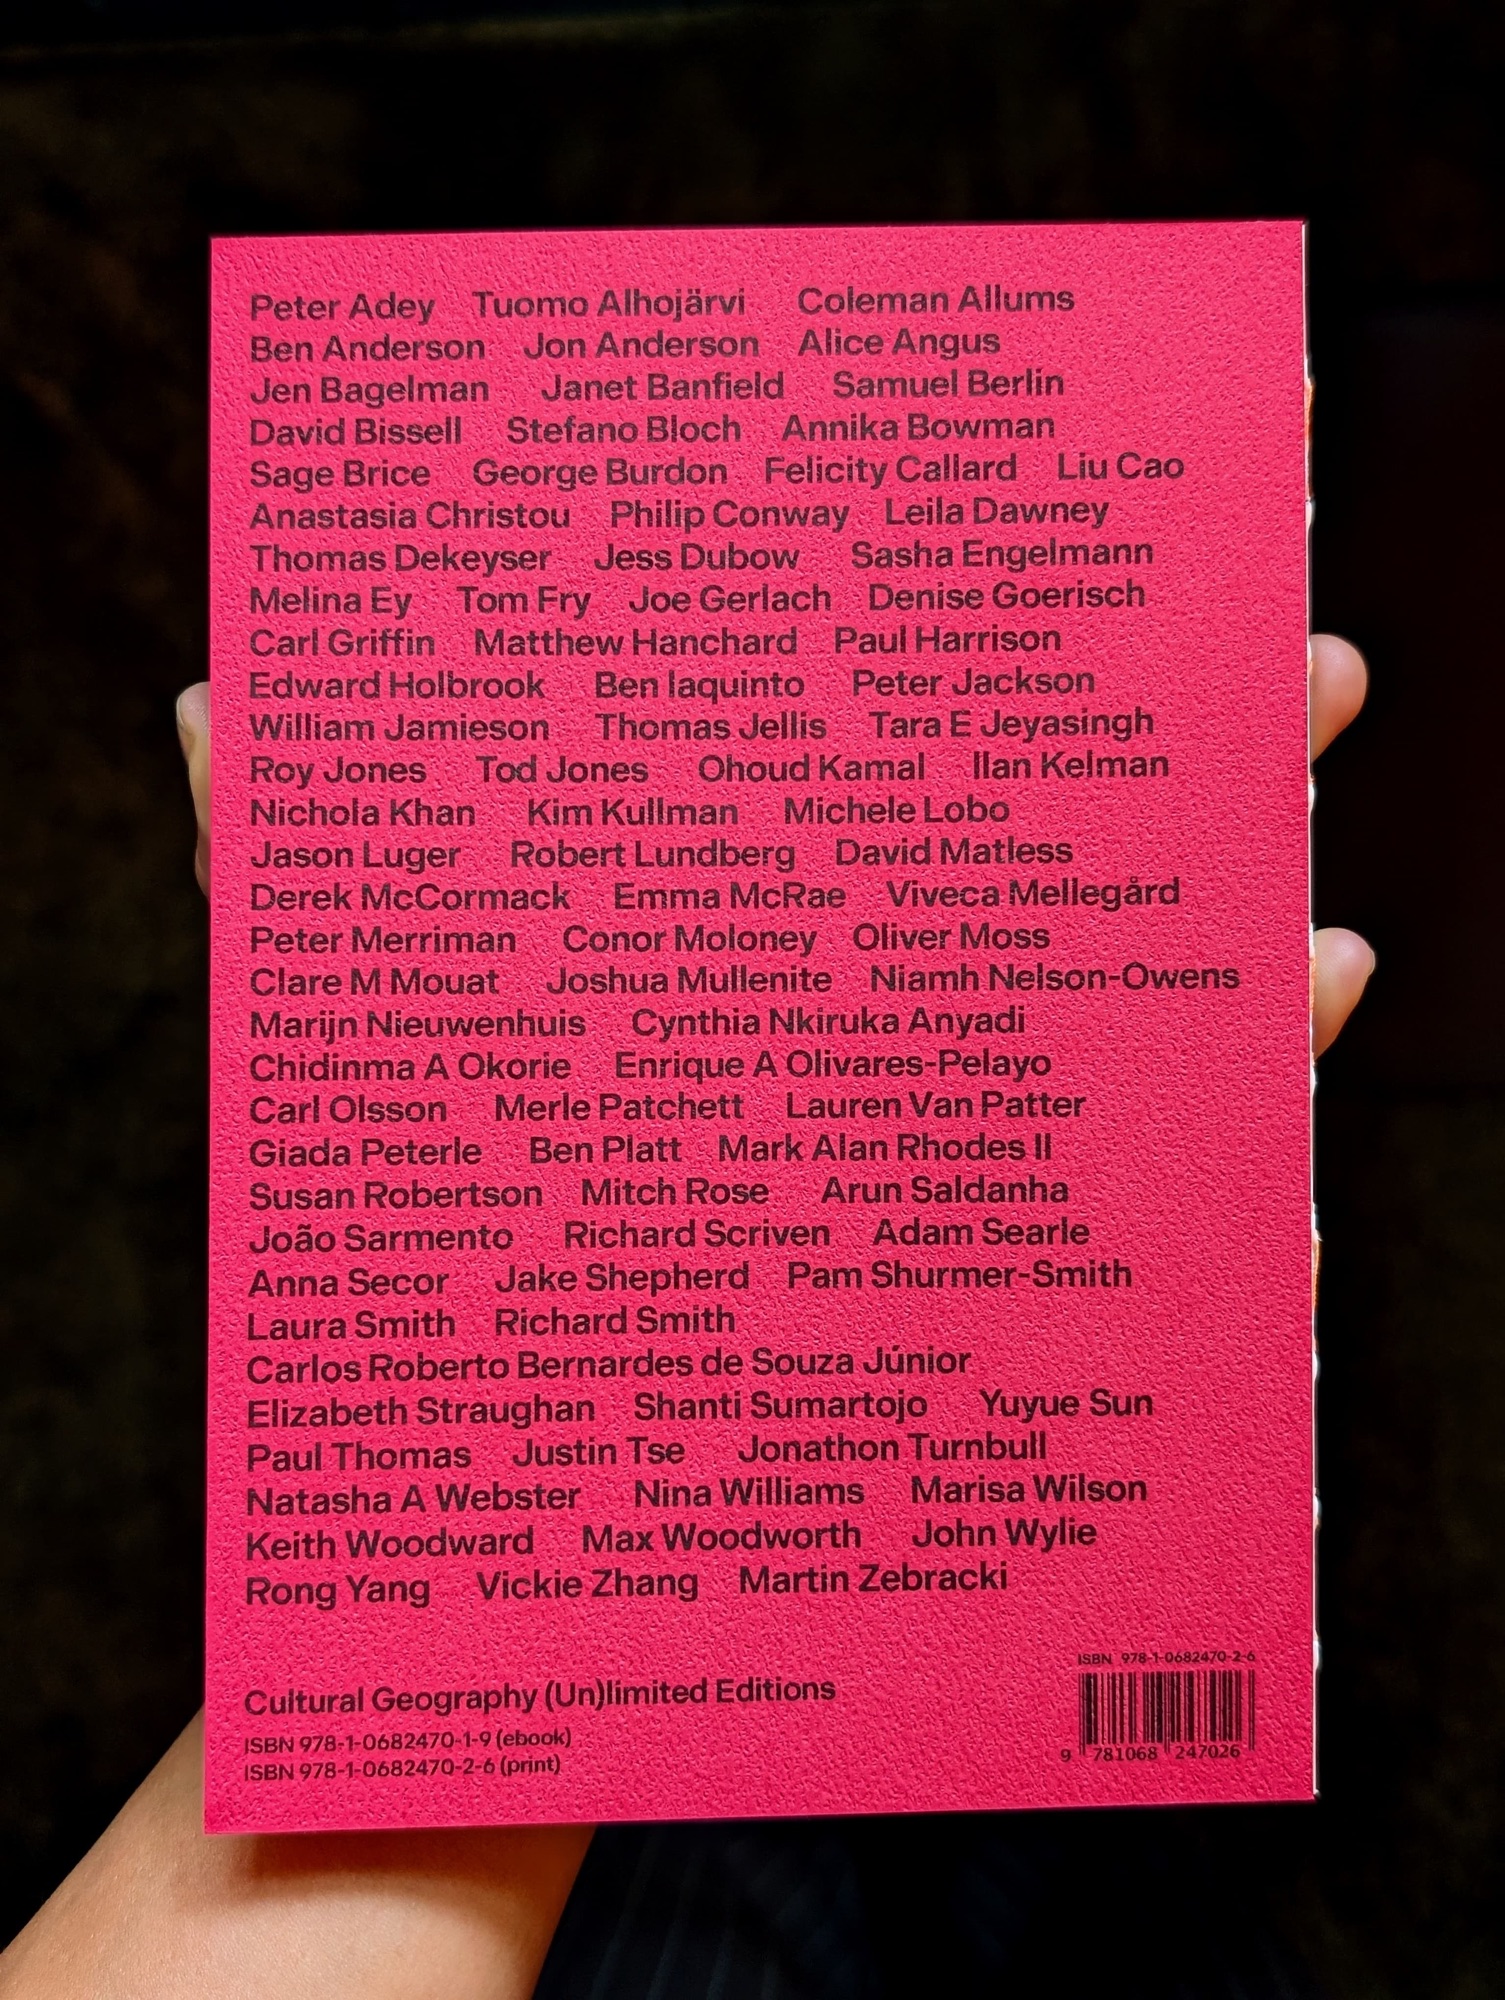 Peter Adey Tuomo Alhojärvi Coleman Allums
Ben Anderson Jon Anderson Alice Angus
Jen Bagelman Janet Banfield Samuel Berlin
David Bissell Stefano Bloch Annika Bowman
Sage Brice George Burdon Felicity Callard Liu Cao
Anastasia Christou Philip Conway Leila Dawney
Thomas Dekeyser Jess Dubow Sasha Engelmann
Melina Ey Tom Fry Joe Gerlach Denise Goerisch
Carl Griffin Matthew Hanchard Paul Harrison
Edward Holbrook Ben Iaquinto Peter Jackson
William Jamieson Thomas Jellis Tara E Jeyasingh
Roy Jones Tod Jones Ohoud Kamal Ilan Kelman
Nichola Khan Kim Kullman Michele Lobo
Jason Luger Robert Lundberg David Matless
Derek McCormack Emma McRae Viveca Mellegård
Peter Merriman Conor Moloney Oliver Moss
Clare M Mouat Joshua Mullenite Niamh Nelson-Owens
Marijn Nieuwenhuis Cynthia Nkiruka Anyadi
Chidinma A Okorie Enrique A Olivares-Pelayo
Carl Olsson Merle Patchett Lauren Van Patter
Giada Peterle Ben Platt Mark Alan Rhodes II
Susan Robertson Mitch Rose Arun Saldanha
João Sarmento Richard Scriven Adam Searle
Anna Secor Jake Shepherd Pam Shurmer-Smith
Laura Smith Richard Smith
Carlos Roberto Bernardes de Souza Júnior
Elizabeth Straughan Shanti Sumartojo Yuyue Sun
Paul Thomas Justin Tse Jonathon Turnbull
Natasha A Webster Nina Williams Marisa Wilson
Keith Woodward Max Woodworth John Wylie
Rong Yang Vickie Zhang Martin Zebracki
Cultural Geography (Un)limited Editions
ISBN 978-1-0682470-1-9 (ebook)
ISBN 978-1-0682470-2-6 (print)
ISBN 978-1-0682470-2-6
9 781068 247026